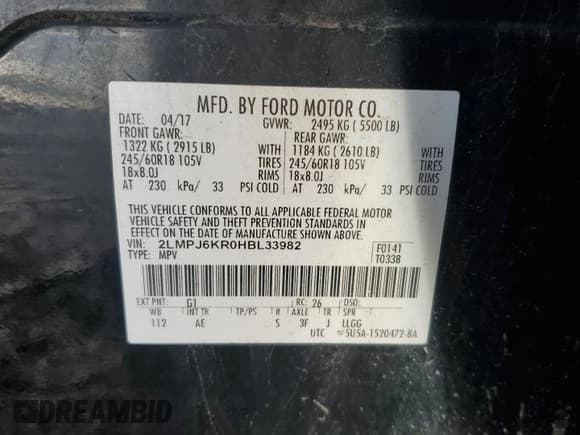 MFD. BY FORD MOTOR CO.
DATE: 04/17 GVWR: 2495 KG ( 5500 LB)
FRONT GAWR: REAR GAWR:
1322 KG ( 2915 LB) WITH 1184 KG ( 2610 LB) WITH
245/60R18 105V TIRES 245/60R18 105V TIRES
18x8.0J RIMS 18x8.0J RIMS
AT 230 kPa/ 33 PSI COLD AT 230 kPa/ 33 PSI COLD
THIS VEHICLE CONFORMS TO ALL APPLICABLE FEDERAL MOTOR
VEHICLE SAFETY, BUMPER, AND THEFT PREVENTION STANDARDS IN
EFFECT ON THE DATE OF MANUFACTURE SHOWN ABOVE.
VIN: 2LMPJ6KR0HBL33982 F0141
TYPE: MPV T0338
EXT PNT: G1 RC: 26 DSO:
WB INT TR TP/PS R AXLE TR SPR
112 AE S 3F J LLGG
UTC 5U5A-1520472-BA
DREAMBID